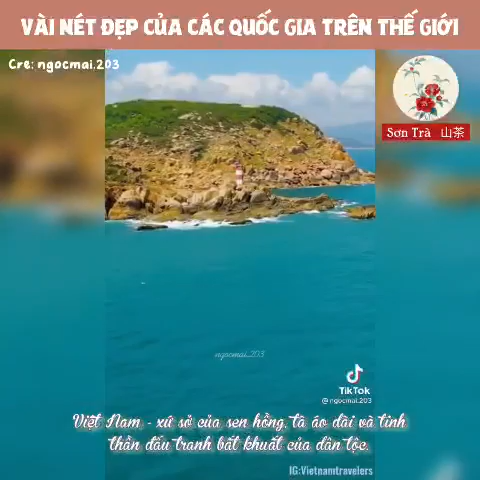 VÀI NÉT ĐẸP CỦA CÁC QUỐC GIA TRÊN THẾ GIỚI
Cre: ngocmai.203
Sơn Trà 山茶
ngocmai.203
TikTok
@ngocmai.203
Việt Nam - xứ sở của sen hồng, tà áo dài và tinh
thần đấu tranh bất khuất của dân tộc.
IG:Vietnamtravelers